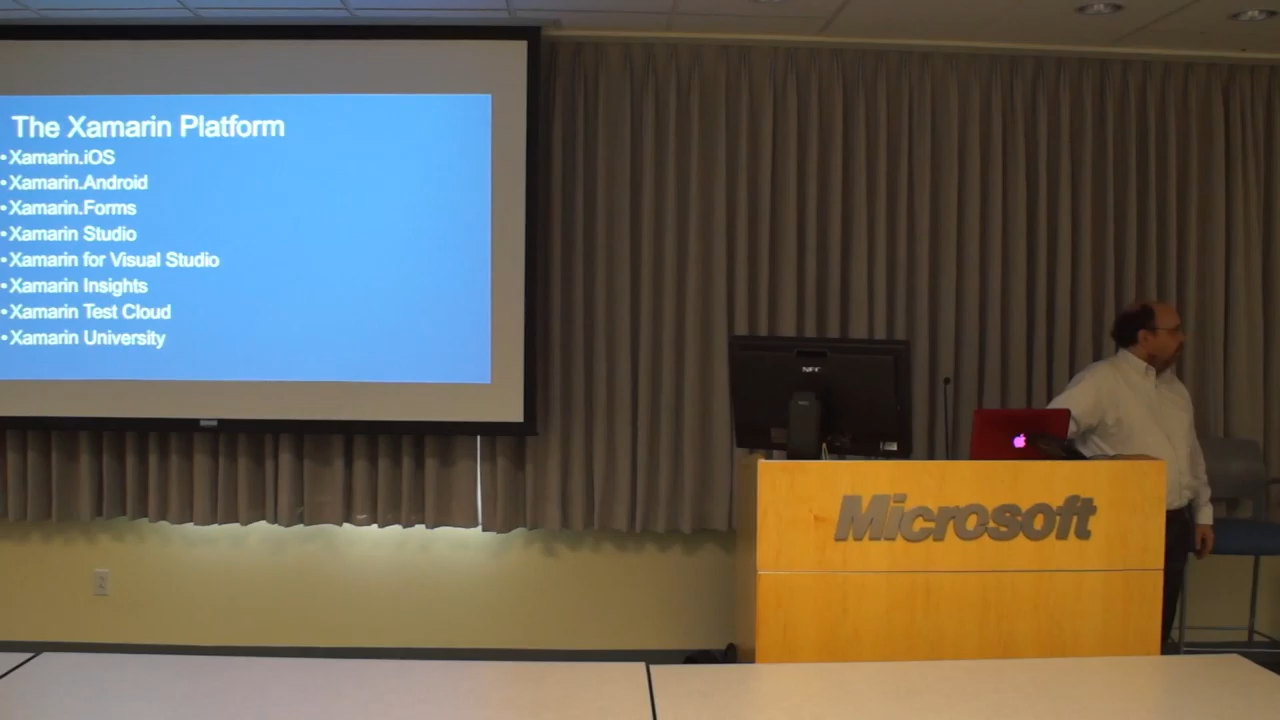 The Xamarin Platform
•Xamarin.iOS
•Xamarin.Android
•Xamarin.Forms
•Xamarin Studio
•Xamarin for Visual Studio
•Xamarin Insights
•Xamarin Test Cloud
•Xamarin University
NEC
Microsoft